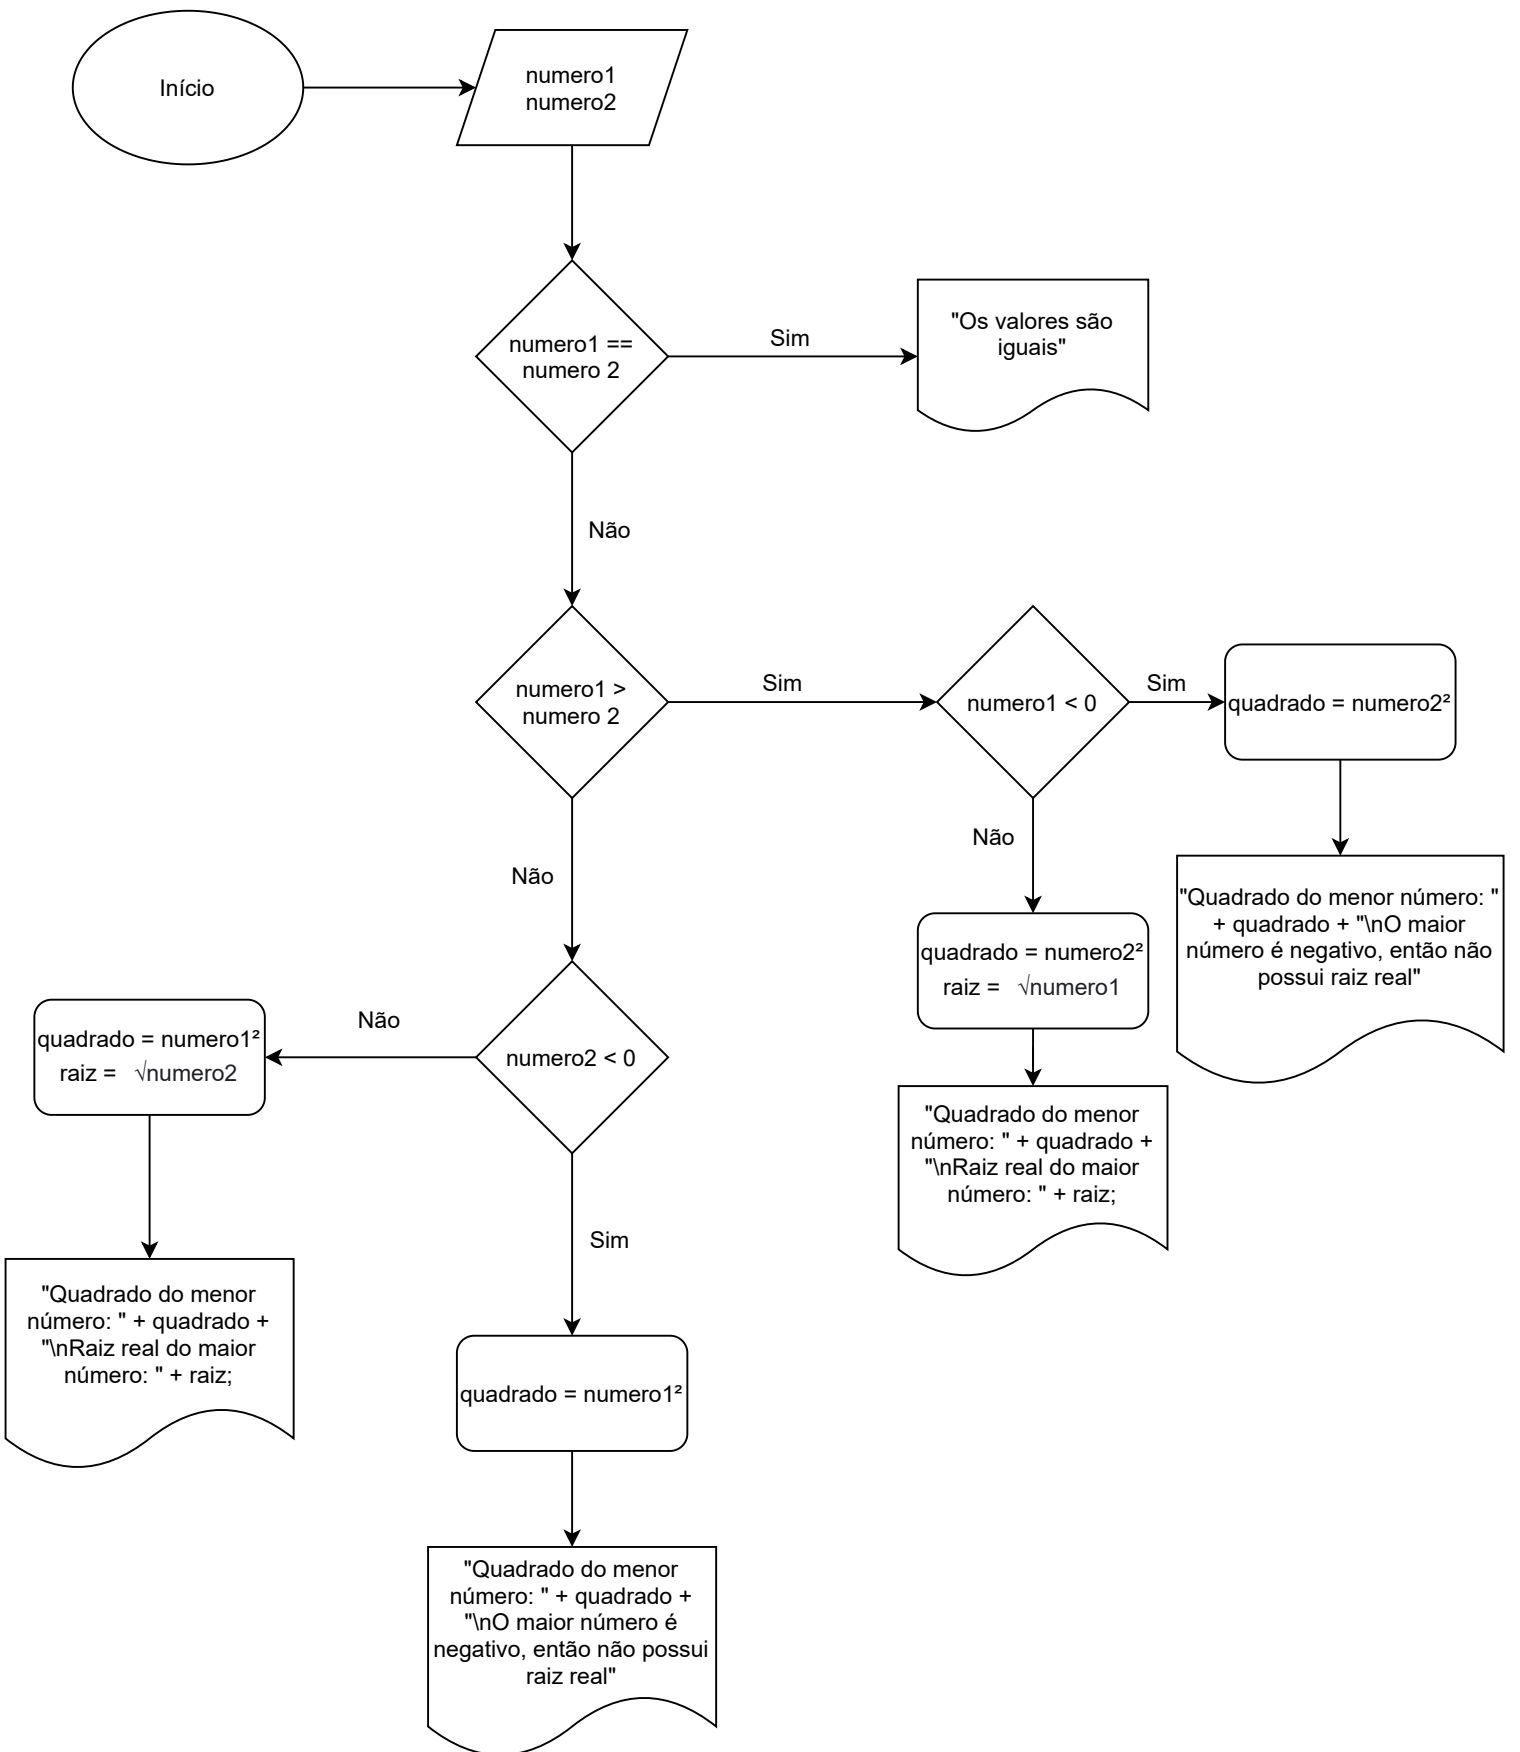 Início
numero1
numero2
numero1 ==
numero 2
Sim
"Os valores são
iguais"
Não
numero1 >
numero 2
Sim
numero1 < 0
Sim
quadrado = numero2²
Não
quadrado = numero2²
raiz = √numero1
"Quadrado do menor número: "
+ quadrado + "\nO maior
número é negativo, então não
possui raiz real"
"Quadrado do menor
número: " + quadrado +
"\nRaiz real do maior
número: " + raiz;
Não
numero2 < 0
Não
quadrado = numero1²
raiz = √numero2
"Quadrado do menor
número: " + quadrado +
"\nRaiz real do maior
número: " + raiz;
Sim
quadrado = numero1²
"Quadrado do menor
número: " + quadrado +
"\nO maior número é
negativo, então não possui
raiz real"